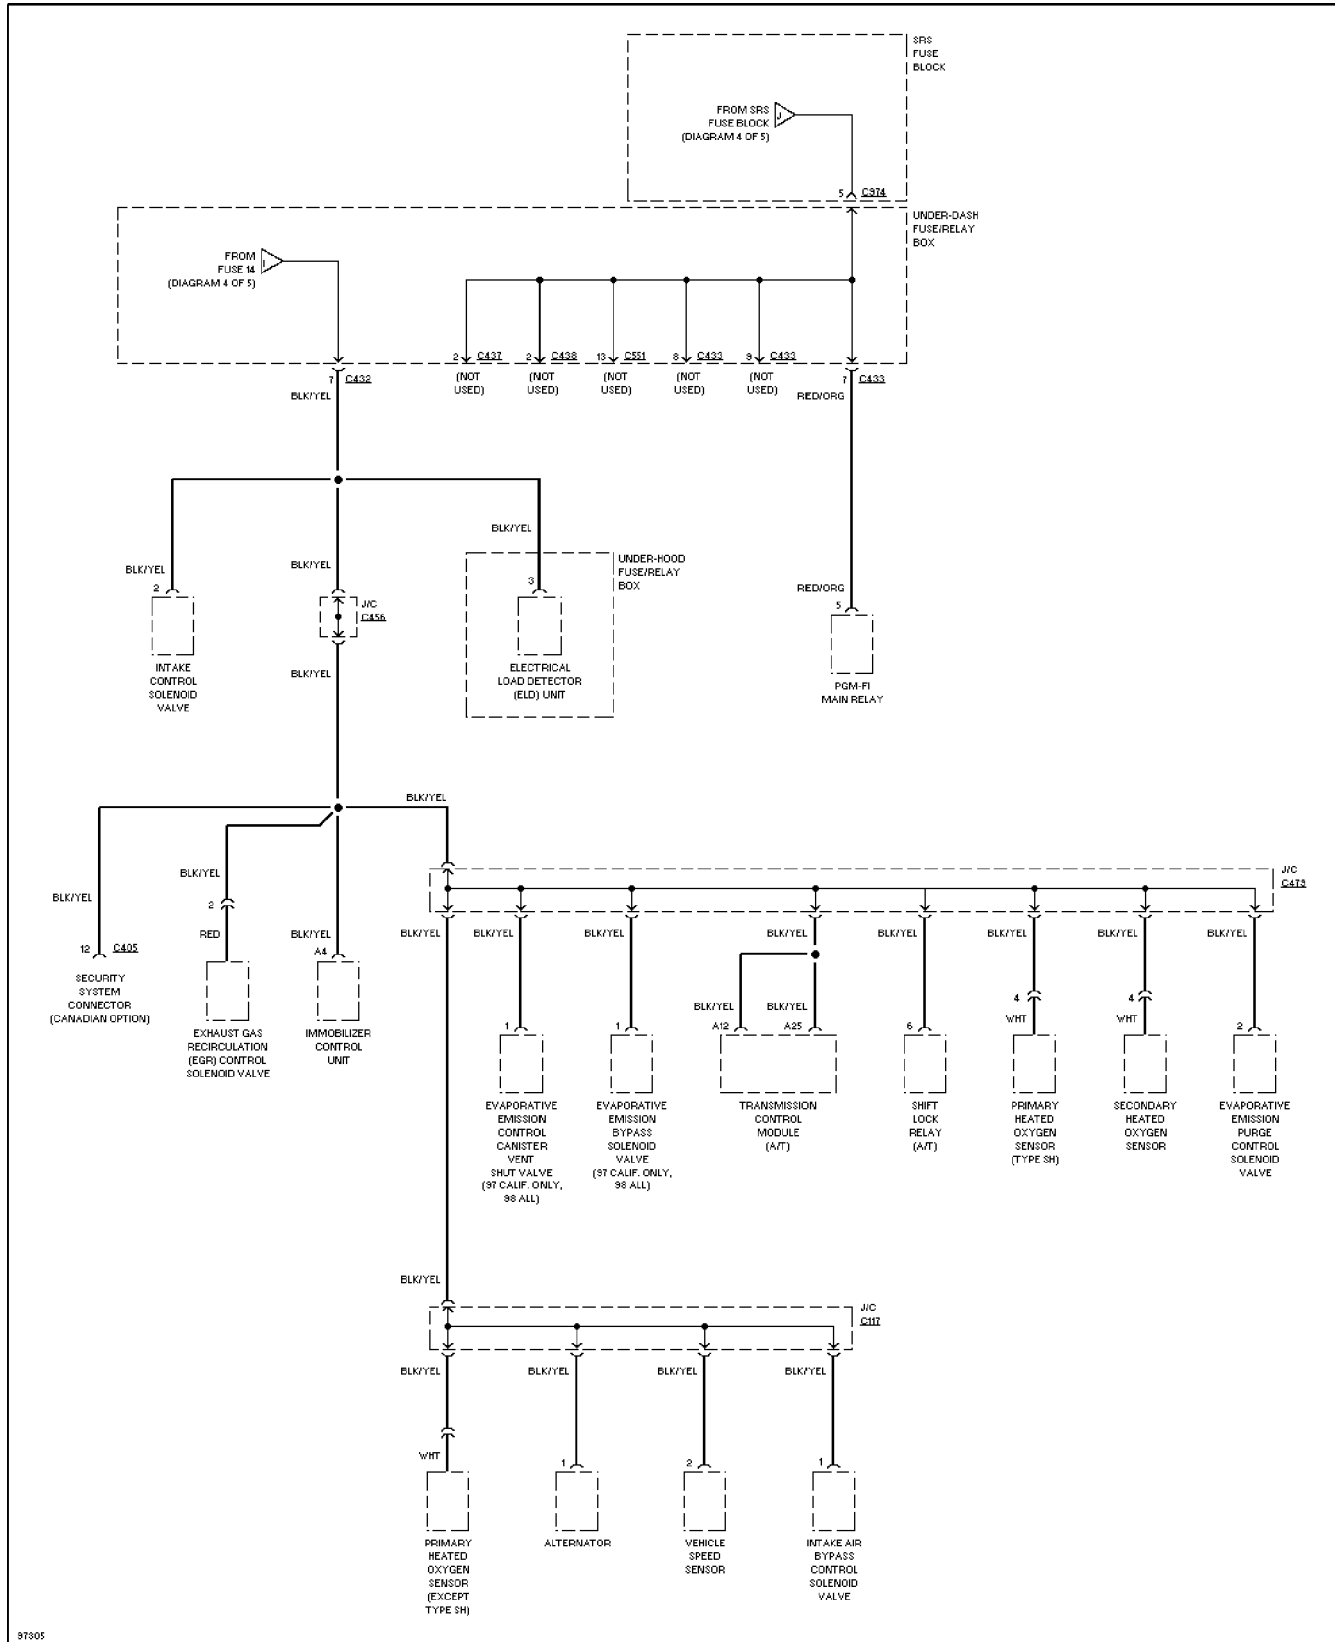 SRS
FUSE
BLOCK
FROM SRS
FUSE BLOCK
(DIAGRAM 4 OF 5)
J
5 C974
UNDER-DASH
FUSE/RELAY
BOX
FROM
FUSE 14
(DIAGRAM 4 OF 5)
I
2 C437
2 C438
13 C551
8 C433
9 C433
(NOT
USED)
(NOT
USED)
(NOT
USED)
(NOT
USED)
(NOT
USED)
7 C432
7 C433
BLK/YEL
RED/ORG
BLK/YEL
UNDER-HOOD
FUSE/RELAY
BOX
BLK/YEL
BLK/YEL
2
3
RED/ORG
5
J/C
C456
INTAKE
CONTROL
SOLENOID
VALVE
BLK/YEL
ELECTRICAL
LOAD DETECTOR
(ELD) UNIT
PGM-FI
MAIN RELAY
BLK/YEL
BLK/YEL
J/C
C473
BLK/YEL
2
RED
BLK/YEL
A4
12 C405
SECURITY
SYSTEM
CONNECTOR
(CANADIAN OPTION)
EXHAUST GAS
RECIRCULATION
(EGR) CONTROL
SOLENOID VALVE
IMMOBILIZER
CONTROL
UNIT
BLK/YEL
BLK/YEL
BLK/YEL
BLK/YEL
BLK/YEL
BLK/YEL
BLK/YEL
BLK/YEL
BLK/YEL
BLK/YEL
4
WHT
4
WHT
1
1
A12
A25
6
2
EVAPORATIVE
EMISSION
CONTROL
CANISTER
VENT
SHUT VALVE
(97 CALIF. ONLY,
98 ALL)
EVAPORATIVE
EMISSION
BYPASS
SOLENOID
VALVE
(97 CALIF. ONLY,
98 ALL)
TRANSMISSION
CONTROL
MODULE
(A/T)
SHIFT
LOCK
RELAY
(A/T)
PRIMARY
HEATED
OXYGEN
SENSOR
(TYPE SH)
SECONDARY
HEATED
OXYGEN
SENSOR
EVAPORATIVE
EMISSION
PURGE
CONTROL
SOLENOID
VALVE
BLK/YEL
J/C
C117
BLK/YEL
BLK/YEL
BLK/YEL
BLK/YEL
WHT
1
2
1
PRIMARY
HEATED
OXYGEN
SENSOR
(EXCEPT
TYPE SH)
ALTERNATOR
VEHICLE
SPEED
SENSOR
INTAKE AIR
BYPASS
CONTROL
SOLENOID
VALVE
97305